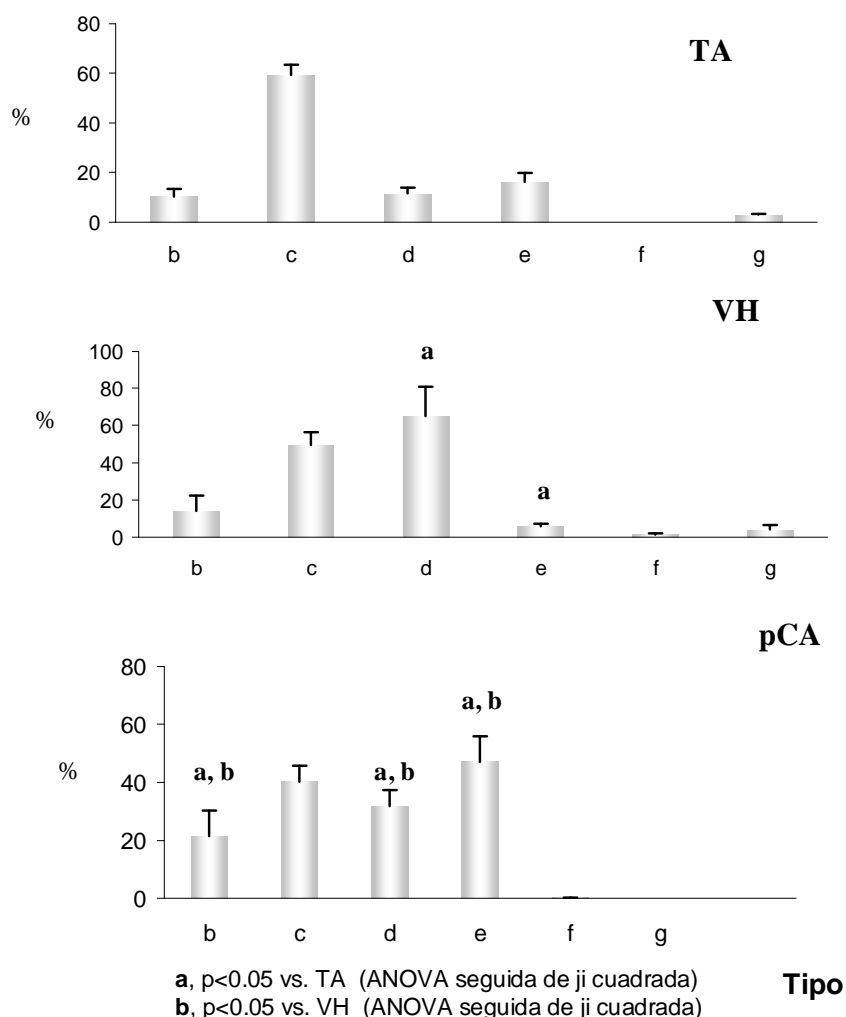 80
TA
60
% 40
20
0
b c d e f g
VH
100 a
80
% 60
40
20 a
0
b c d e f g
pCA
80
60 a, b
% 40 a, b a, b
20
0
b c d e f g
a, p<0.05 vs. TA (ANOVA seguida de ji cuadrada) Tipo
b, p<0.05 vs. VH (ANOVA seguida de ji cuadrada)